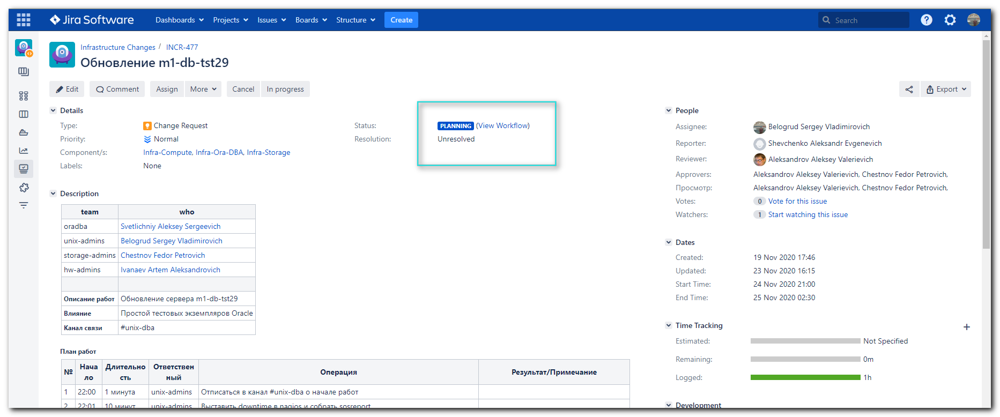 Jira Software Dashboards Projects Issues Boards Structure Create Search
Infrastructure Changes / INCR-477
Обновление m1-db-tst29
Edit Comment Assign More Cancel In progress Export
Details
Type: Change Request
Priority: Normal
Component/s: Infra-Compute, Infra-Ora-DBA, Infra-Storage
Labels: None
Status: PLANNING (View Workflow)
Resolution: Unresolved
Description
team who
oradba Svetlichniy Aleksey Sergeevich
unix-admins Belogrud Sergey Vladimirovich
storage-admins Chestnov Fedor Petrovich
hw-admins Ivanaev Artem Aleksandrovich
Описание работ Обновление сервера m1-db-tst29
Влияние Простой тестовых экземпляров Oracle
Канал связи #unix-dba
План работ
№ Нача Длительно Ответствен Операция Результат/Примечание
ло сть ный
1 22:00 1 минута unix-admins Отписаться в канал #unix-dba о начале работ
2 22:01 10 минут unix-admins Выставить downtime в nagios и собрать sosreport
People
Assignee: Belogrud Sergey Vladimirovich
Reporter: Shevchenko Aleksandr Evgenevich
Reviewer: Aleksandrov Aleksey Valerievich
Approvers: Aleksandrov Aleksey Valerievich, Chestnov Fedor Petrovich,
Просмотр: Aleksandrov Aleksey Valerievich, Chestnov Fedor Petrovich,
Votes: 0 Vote for this issue
Watchers: 1 Start watching this issue
Dates
Created: 19 Nov 2020 17:46
Updated: 23 Nov 2020 16:15
Start Time: 24 Nov 2020 21:00
End Time: 25 Nov 2020 02:30
Time Tracking
Estimated: Not Specified
Remaining: 0m
Logged: 1h
Development